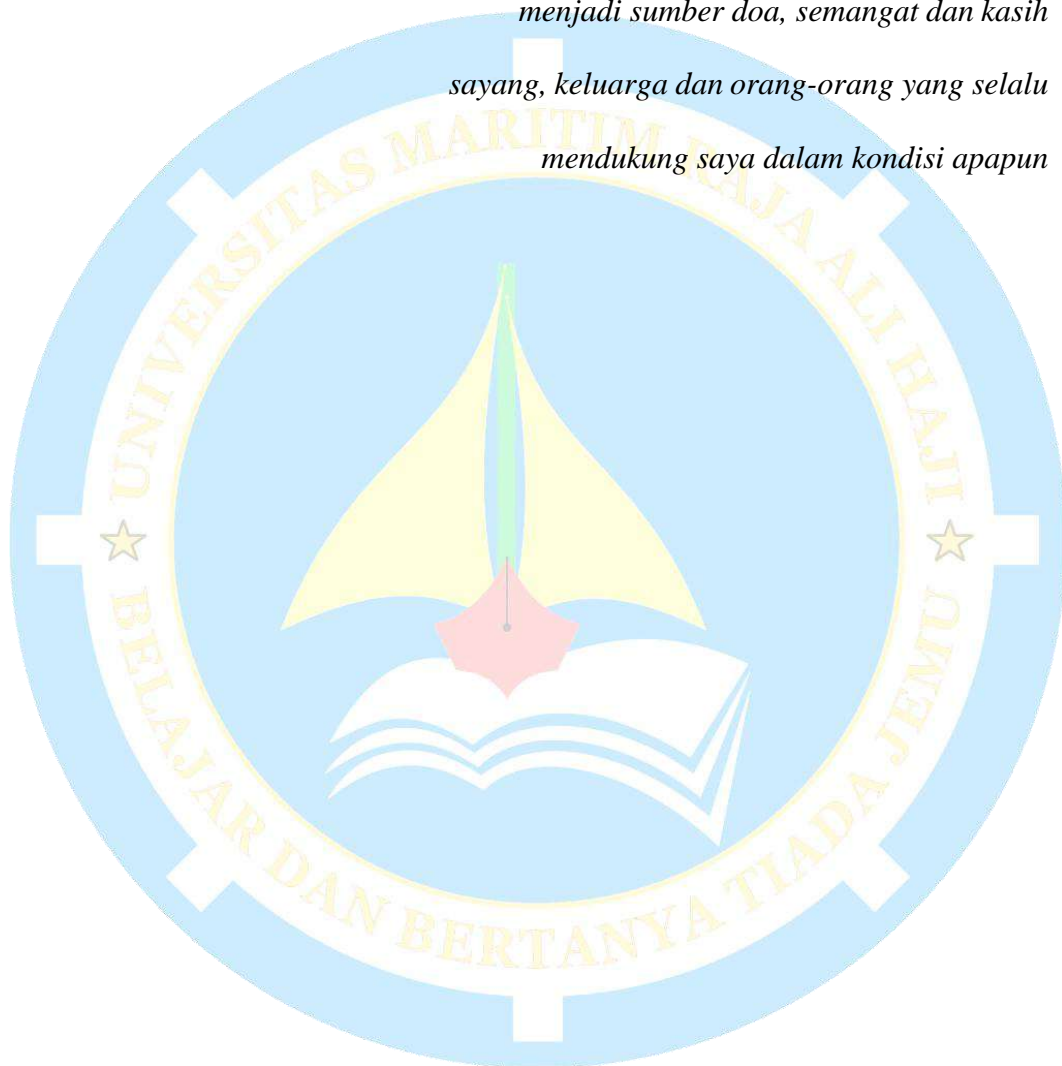 menjadi sumber doa, semangat dan kasih
sayang, keluarga dan orang-orang yang selalu
mendukung saya dalam kondisi apapun
UNIVERSITAS MARITIM RAJA ALI HAJI
BELAJAR DAN BERTANYA TIADA JEMU